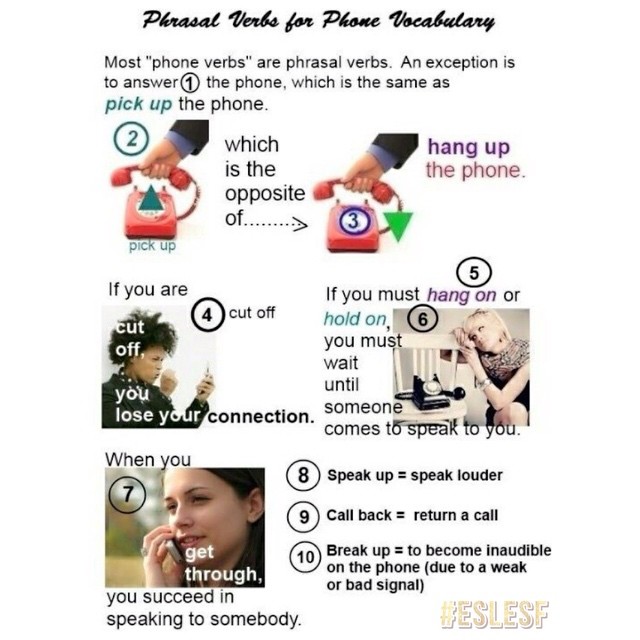 Phrasal Verbs for Phone Vocabulary
Most "phone verbs" are phrasal verbs. An exception is
to answer ① the phone, which is the same as
pick up the phone.
2
pick up
which
is the
opposite
of.........>
3
hang up
the phone.
If you are
4 cut off
cut
off,
you
lose your connection.
5
If you must hang on or
hold on, 6
you must
wait
until
someone
comes to speak to you.
When you
7
get
through,
you succeed in
speaking to somebody.
8 Speak up = speak louder
9 Call back = return a call
10 Break up = to become inaudible
on the phone (due to a weak
or bad signal)
#ESLESF